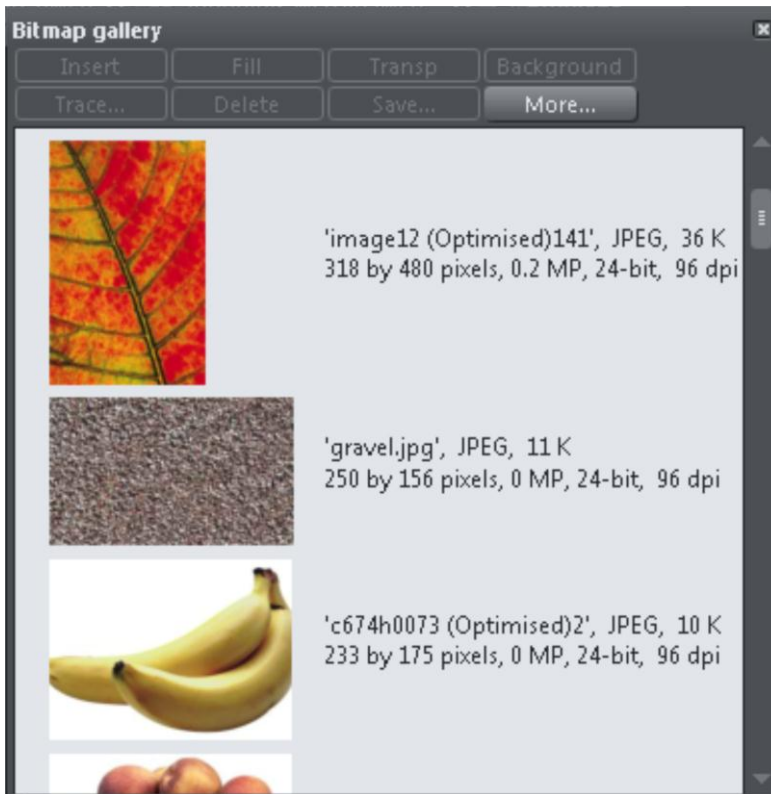 Bitmap gallery
Insert Fill Transp Background
Trace... Delete Save... More...
'image12 (Optimised)141', JPEG, 36 K
318 by 480 pixels, 0.2 MP, 24-bit, 96 dpi
'gravel.jpg', JPEG, 11 K
250 by 156 pixels, 0 MP, 24-bit, 96 dpi
'c674h0073 (Optimised)2', JPEG, 10 K
233 by 175 pixels, 0 MP, 24-bit, 96 dpi